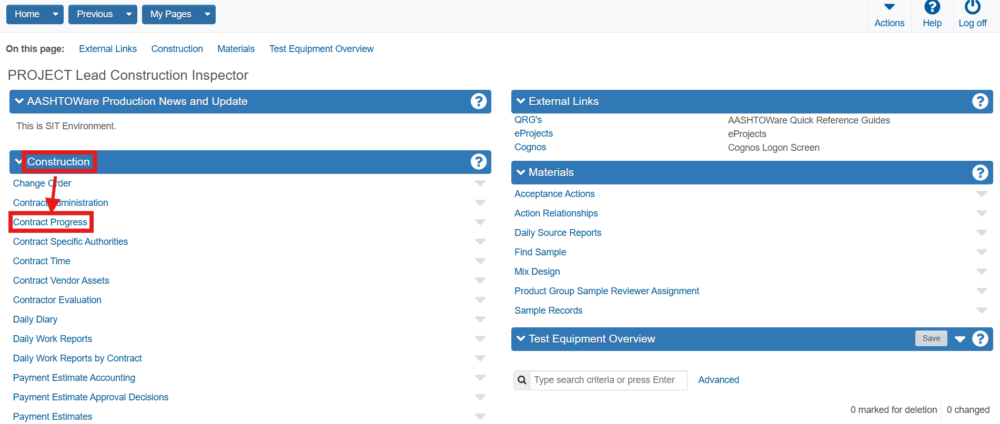 Home Previous My Pages Actions Help Log off
On this page: External Links Construction Materials Test Equipment Overview
PROJECT Lead Construction Inspector
AASHTOWare Production News and Update
This is SIT Environment.
Construction
Change Order
Contract Administration
Contract Progress
Contract Specific Authorities
Contract Time
Contract Vendor Assets
Contractor Evaluation
Daily Diary
Daily Work Reports
Daily Work Reports by Contract
Payment Estimate Accounting
Payment Estimate Approval Decisions
Payment Estimates
External Links
QRG's AASHTOWare Quick Reference Guides
eProjects eProjects
Cognos Cognos Logon Screen
Materials
Acceptance Actions
Action Relationships
Daily Source Reports
Find Sample
Mix Design
Product Group Sample Reviewer Assignment
Sample Records
Test Equipment Overview Save
Type search criteria or press Enter Advanced
0 marked for deletion 0 changed